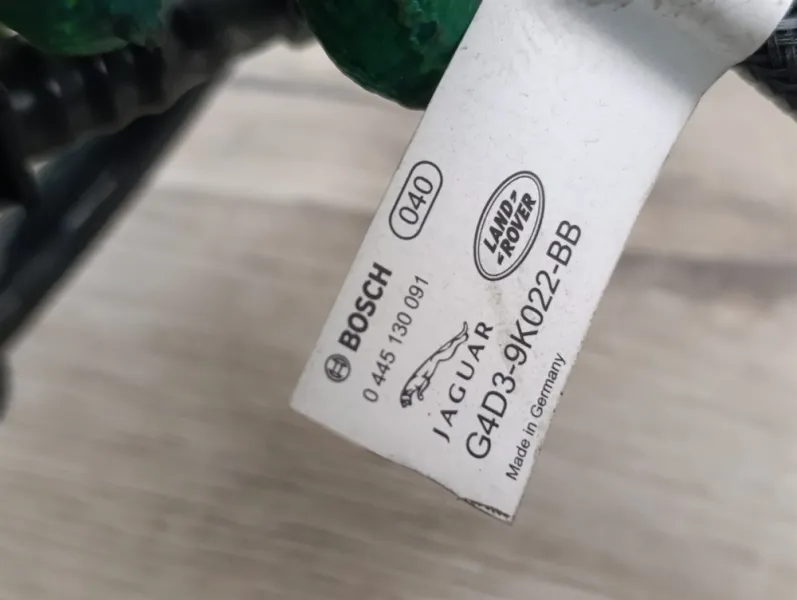 040
BOSCH
0 445 130 091
LAND-
-ROVER
JAGUAR
G4D3-9K022-BB
Made in Germany